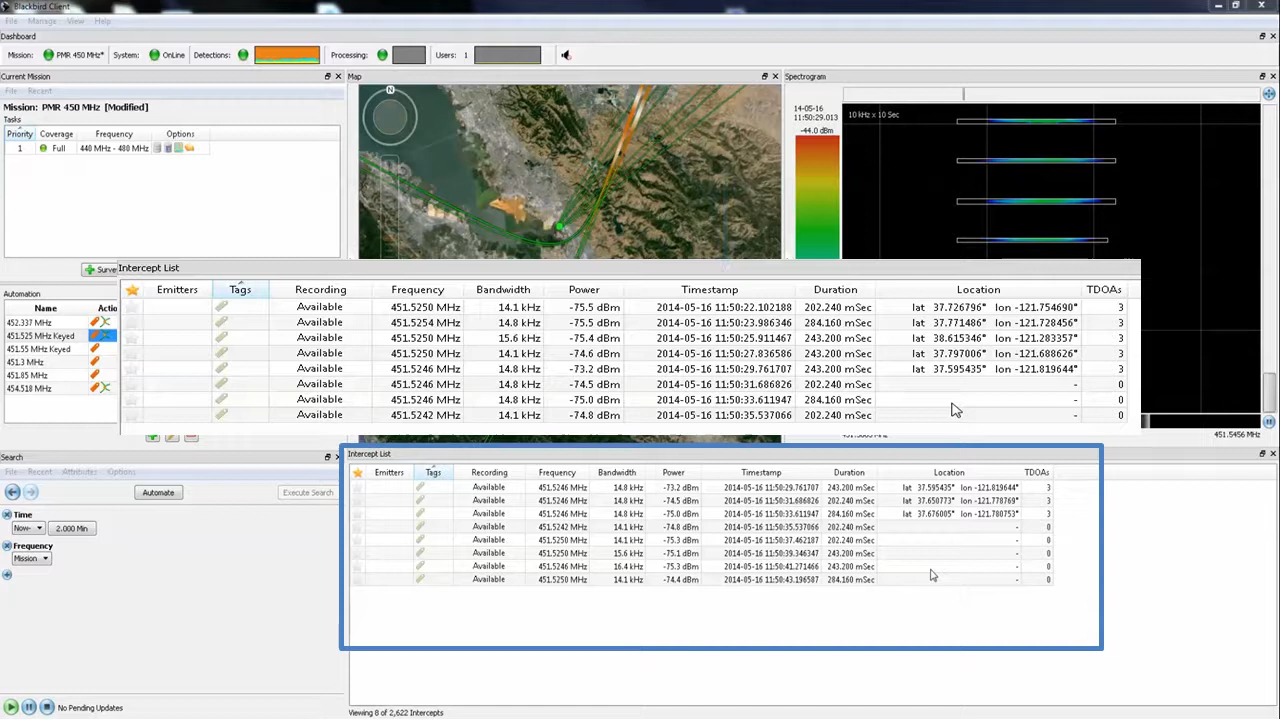 Blackbird Client
File Manage View Help
Dashboard
Mission: PMR 450 MHz* System: OnLine Detections: Processing: Users: 1
Current Mission
File Recent
Mission: PMR 450 MHz [Modified]
Tasks
Priority Coverage Frequency Options
1 Full 440 MHz - 480 MHz
Map
N
Spectrogram
14-05-16
11:50:29.013
-44.0 dBm
10 kHz x 10 Sec
Automation
Name Actio
452.337 MHz
451.525 MHz Keyed
451.55 MHz Keyed
451.3 MHz
451.85 MHz
454.518 MHz
Intercept List
Emitters Tags Recording Frequency Bandwidth Power Timestamp Duration Location TDOAs
Available 451.5250 MHz 14.1 kHz -75.5 dBm 2014-05-16 11:50:22.102188 202.240 mSec lat 37.726796° lon -121.754690° 3
Available 451.5254 MHz 14.8 kHz -75.5 dBm 2014-05-16 11:50:23.986346 284.160 mSec lat 37.771486° lon -121.728456° 3
Available 451.5250 MHz 15.6 kHz -75.4 dBm 2014-05-16 11:50:25.911467 243.200 mSec lat 38.615346° lon -121.283357° 3
Available 451.5250 MHz 14.1 kHz -74.6 dBm 2014-05-16 11:50:27.836580 243.200 mSec lat 37.797006° lon -121.688626° 3
Available 451.5246 MHz 14.8 kHz -73.2 dBm 2014-05-16 11:50:29.761707 243.200 mSec lat 37.595435° lon -121.819644° 3
Available 451.5246 MHz 14.8 kHz -74.5 dBm 2014-05-16 11:50:31.686826 202.240 mSec - 0
Available 451.5246 MHz 14.8 kHz -75.0 dBm 2014-05-16 11:50:33.611947 284.160 mSec - 0
Available 451.5242 MHz 14.1 kHz -74.8 dBm 2014-05-16 11:50:35.537066 202.240 mSec - 0
451.5456 MHz
Search
File Recent Attributes Options
Automate Execute Search
Time
Now- 2.000 Min
Frequency
Mission
Intercept List
Emitters Tags Recording Frequency Bandwidth Power Timestamp Duration Location TDOAs
Available 451.5246 MHz 14.8 kHz -73.2 dBm 2014-05-16 11:50:29.761707 243.200 mSec lat 37.595435° lon -121.819644° 3
Available 451.5246 MHz 14.8 kHz -74.5 dBm 2014-05-16 11:50:31.686826 202.240 mSec lat 37.650773° lon -121.778769° 3
Available 451.5246 MHz 14.8 kHz -75.0 dBm 2014-05-16 11:50:33.611947 284.160 mSec lat 37.676005° lon -121.780753° 3
Available 451.5242 MHz 14.1 kHz -74.8 dBm 2014-05-16 11:50:35.537066 202.240 mSec - 0
Available 451.5250 MHz 14.1 kHz -75.3 dBm 2014-05-16 11:50:37.462187 243.200 mSec - 0
Available 451.5250 MHz 15.6 kHz -75.1 dBm 2014-05-16 11:50:39.346347 243.200 mSec - 0
Available 451.5246 MHz 16.4 kHz -75.3 dBm 2014-05-16 11:50:41.271466 243.200 mSec - 0
Available 451.5250 MHz 14.1 kHz -74.4 dBm 2014-05-16 11:50:43.196587 284.160 mSec - 0
No Pending Updates
Viewing 8 of 2,622 Intercepts